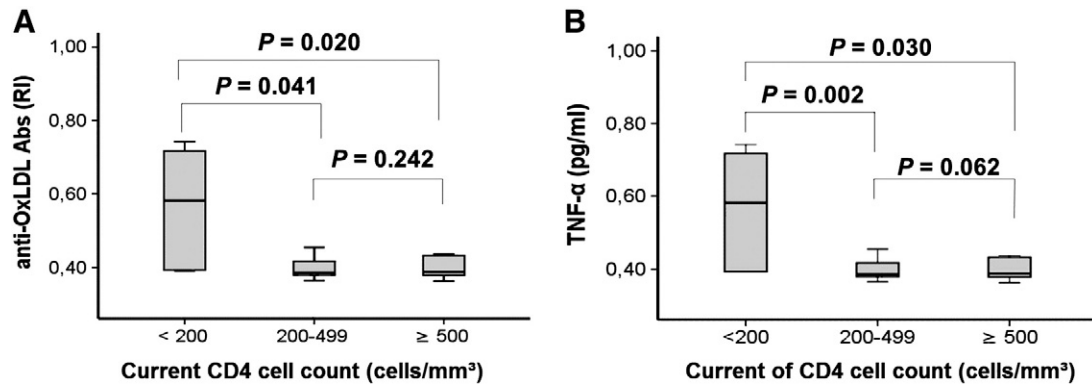 A
anti-OxLDL Abs (RI)
1,00
0,80
0,60
0,40
P = 0.020
P = 0.041
P = 0.242
< 200
200-499
≥ 500
Current CD4 cell count (cells/mm³)
B
TNF-α (pg/ml)
1,00
0,80
0,60
0,40
P = 0.030
P = 0.002
P = 0.062
<200
200-499
≥ 500
Current of CD4 cell count (cells/mm³)